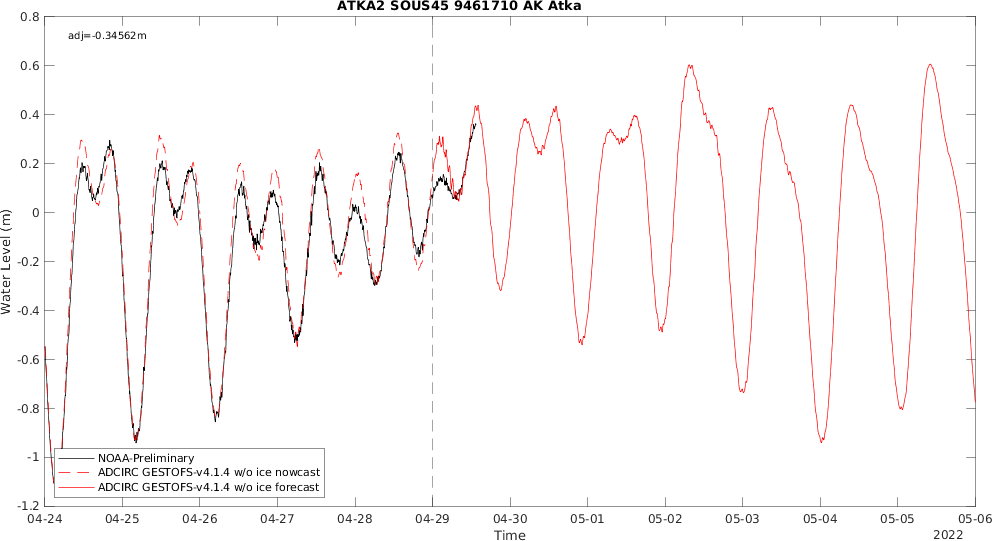 ATKA2 SOUS45 9461710 AK Atka
adj=-0.34562m
0.8
0.6
0.4
0.2
0
-0.2
-0.4
-0.6
-0.8
-1
-1.2
Water Level (m)
NOAA-Preliminary
ADCIRC GESTOFS-v4.1.4 w/o ice nowcast
ADCIRC GESTOFS-v4.1.4 w/o ice forecast
04-24 04-25 04-26 04-27 04-28 04-29 04-30 05-01 05-02 05-03 05-04 05-05 05-06
Time
2022